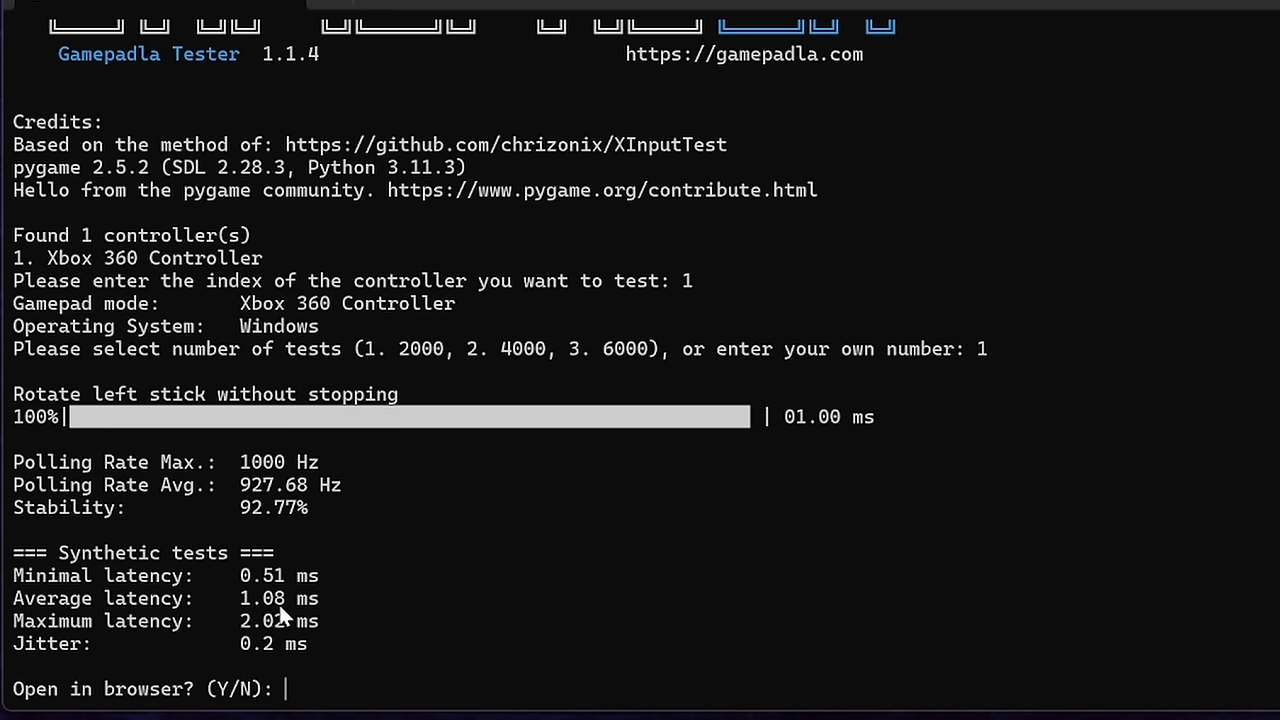 Gamepadla Tester 1.1.4 https://gamepadla.com
Credits:
Based on the method of: https://github.com/chrizonix/XInputTest
pygame 2.5.2 (SDL 2.28.3, Python 3.11.3)
Hello from the pygame community. https://www.pygame.org/contribute.html
Found 1 controller(s)
1. Xbox 360 Controller
Please enter the index of the controller you want to test: 1
Gamepad mode: Xbox 360 Controller
Operating System: Windows
Please select number of tests (1. 2000, 2. 4000, 3. 6000), or enter your own number: 1
Rotate left stick without stopping
100%| | 01.00 ms
Polling Rate Max.: 1000 Hz
Polling Rate Avg.: 927.68 Hz
Stability: 92.77%
=== Synthetic tests ===
Minimal latency: 0.51 ms
Average latency: 1.08 ms
Maximum latency: 2.02 ms
Jitter: 0.2 ms
Open in browser? (Y/N):